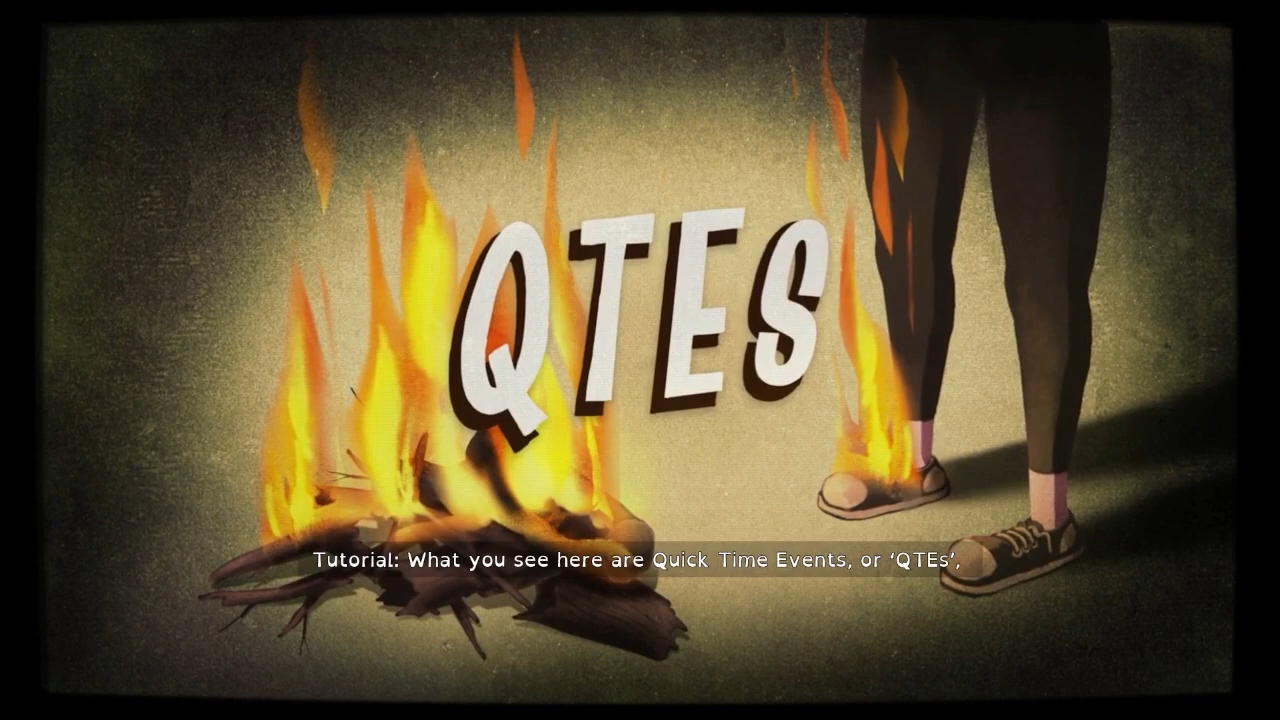 QTES
Tutorial: What you see here are Quick Time Events, or ‘QTEs’,